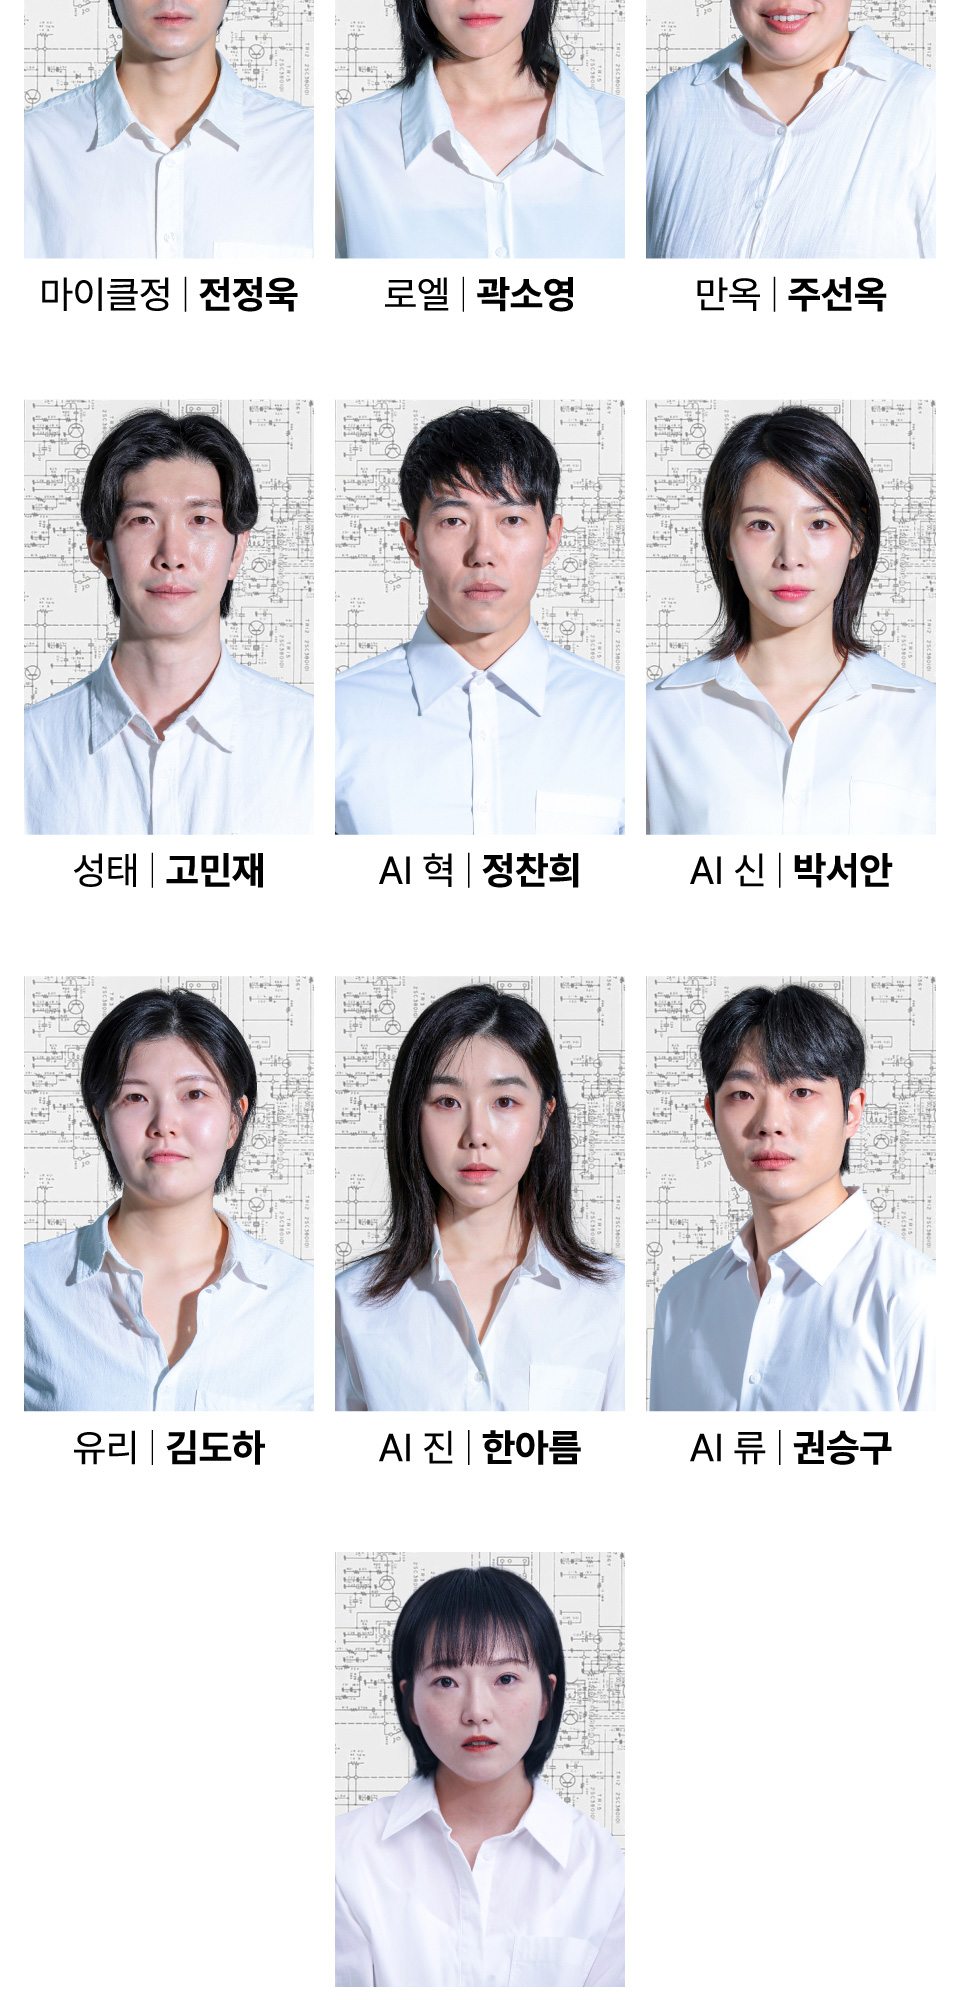 마이클정 | 전정욱
로엘 | 곽소영
만옥 | 주선옥
성태 | 고민재
AI 혁 | 정찬희
AI 신 | 박서안
유리 | 김도하
AI 진 | 한아름
AI 류 | 권승구